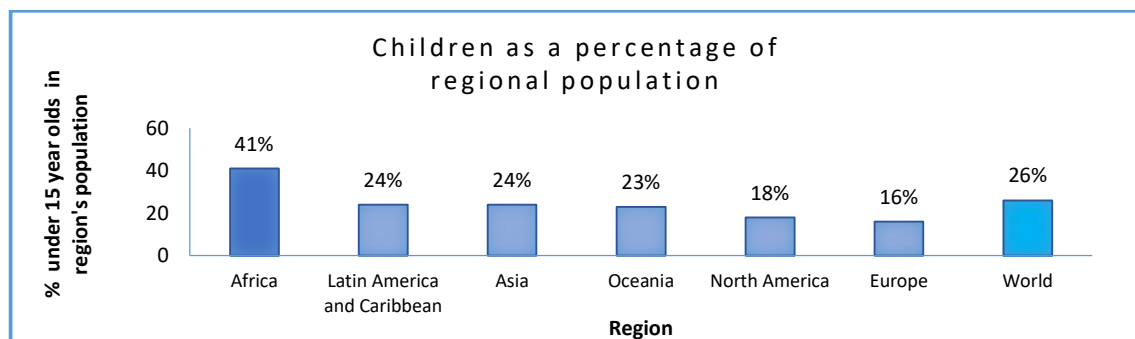 Children as a percentage of
regional population
% under 15 year olds in
region's population
60
40
20
0
41%
24%
24%
23%
18%
16%
26%
Africa
Latin America
and Caribbean
Asia
Oceania
North America
Europe
World
Region